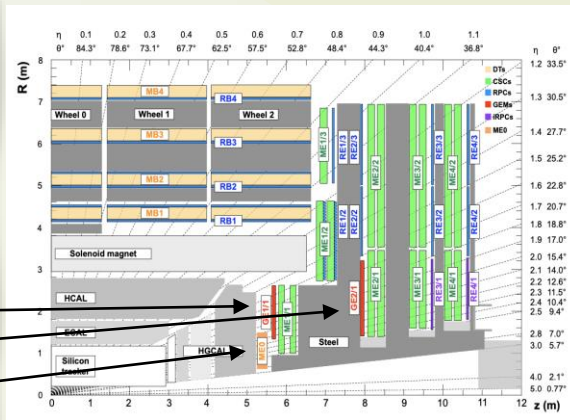 η 0.1 0.2 0.3 0.4 0.5 0.6 0.7 0.8 0.9 1.0 1.1 η θ°
θ° 84.3° 78.6° 73.1° 67.7° 62.5° 57.5° 52.8° 48.4° 44.3° 40.4° 36.8°
R (m)
8
7
6
5
4
3
2
1
0
DTs
CSCs
RPCs
GEMs
iRPCs
ME0
1.2 33.5°
1.3 30.5°
1.4 27.7°
1.5 25.2°
1.6 22.8°
1.7 20.7°
1.8 18.8°
1.9 17.0°
2.0 15.4°
2.1 14.0°
2.2 12.6°
2.3 11.5°
2.4 10.4°
2.5 9.4°
2.8 7.0°
3.0 5.7°
4.0 2.1°
5.0 0.77°
MB4
RB4
Wheel 0
Wheel 1
Wheel 2
MB3
RB3
MB2
RB2
MB1
RB1
Solenoid magnet
HCAL
ECAL
Silicon
tracker
HGCAL
Steel
ME0
GE1/1
ME1/1
ME1/2
ME1/3
RE1/2
RE1/3
RE2/2
RE2/3
GE2/1
ME2/1
ME2/2
ME3/1
ME3/2
RE3/1
RE3/2
RE3/3
ME4/1
ME4/2
RE4/1
RE4/2
RE4/3
0 1 2 3 4 5 6 7 8 9 10 11 12
z (m)